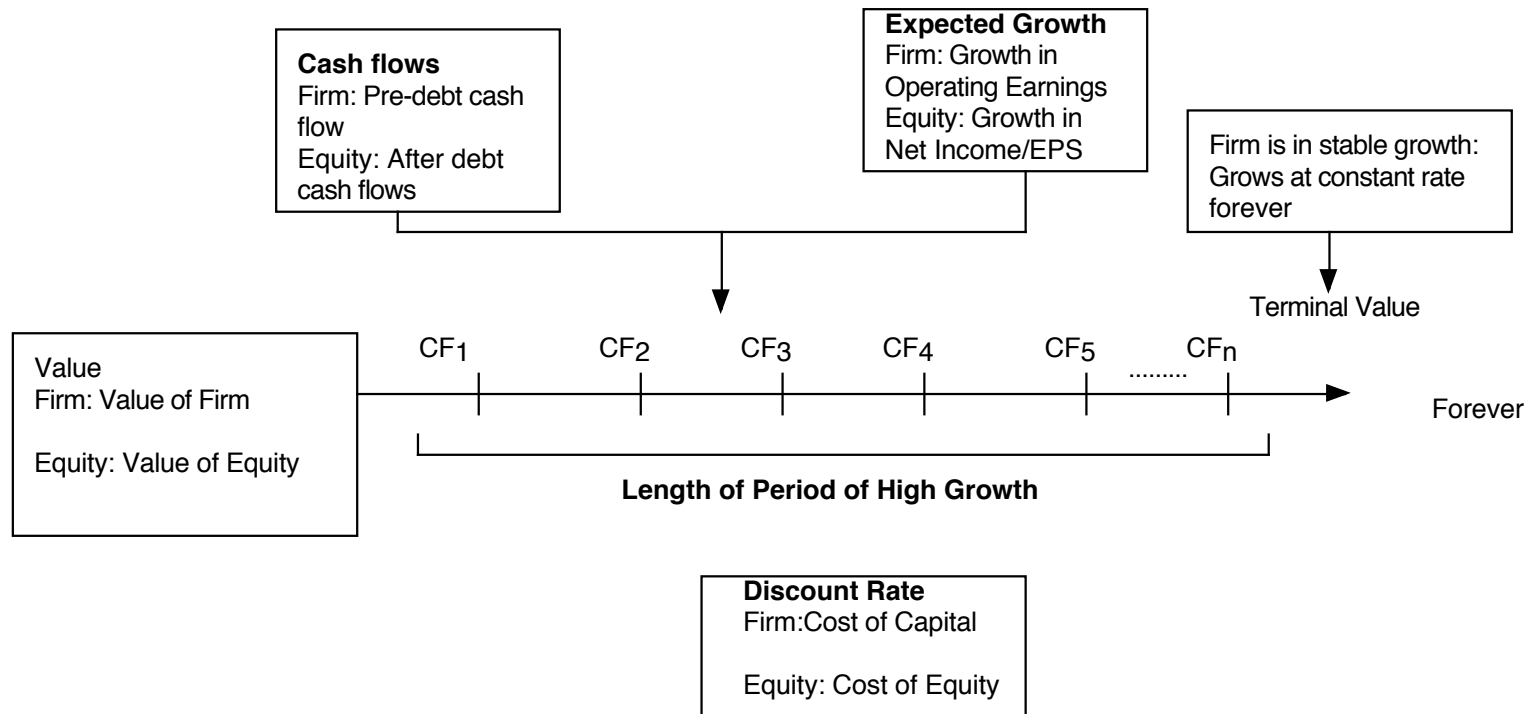 Cash flows
Firm: Pre-debt cash
flow
Equity: After debt
cash flows
Expected Growth
Firm: Growth in
Operating Earnings
Equity: Growth in
Net Income/EPS
Firm is in stable growth:
Grows at constant rate
forever
Terminal Value
CF1 CF2 CF3 CF4 CF5 ......... CFn
Forever
Value
Firm: Value of Firm
Equity: Value of Equity
Length of Period of High Growth
Discount Rate
Firm:Cost of Capital
Equity: Cost of Equity